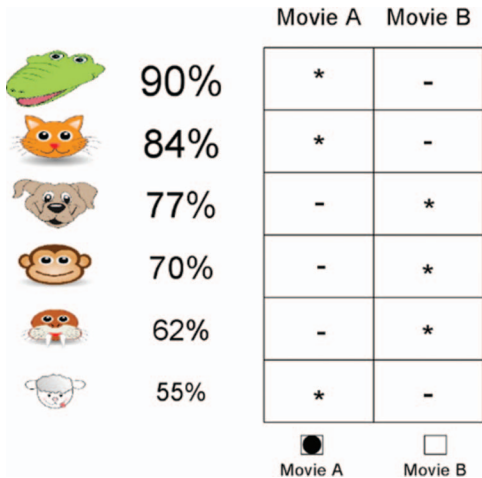 Movie A Movie B
90% * -
84% * -
77% - *
70% - *
62% - *
55% * -
Movie A Movie B